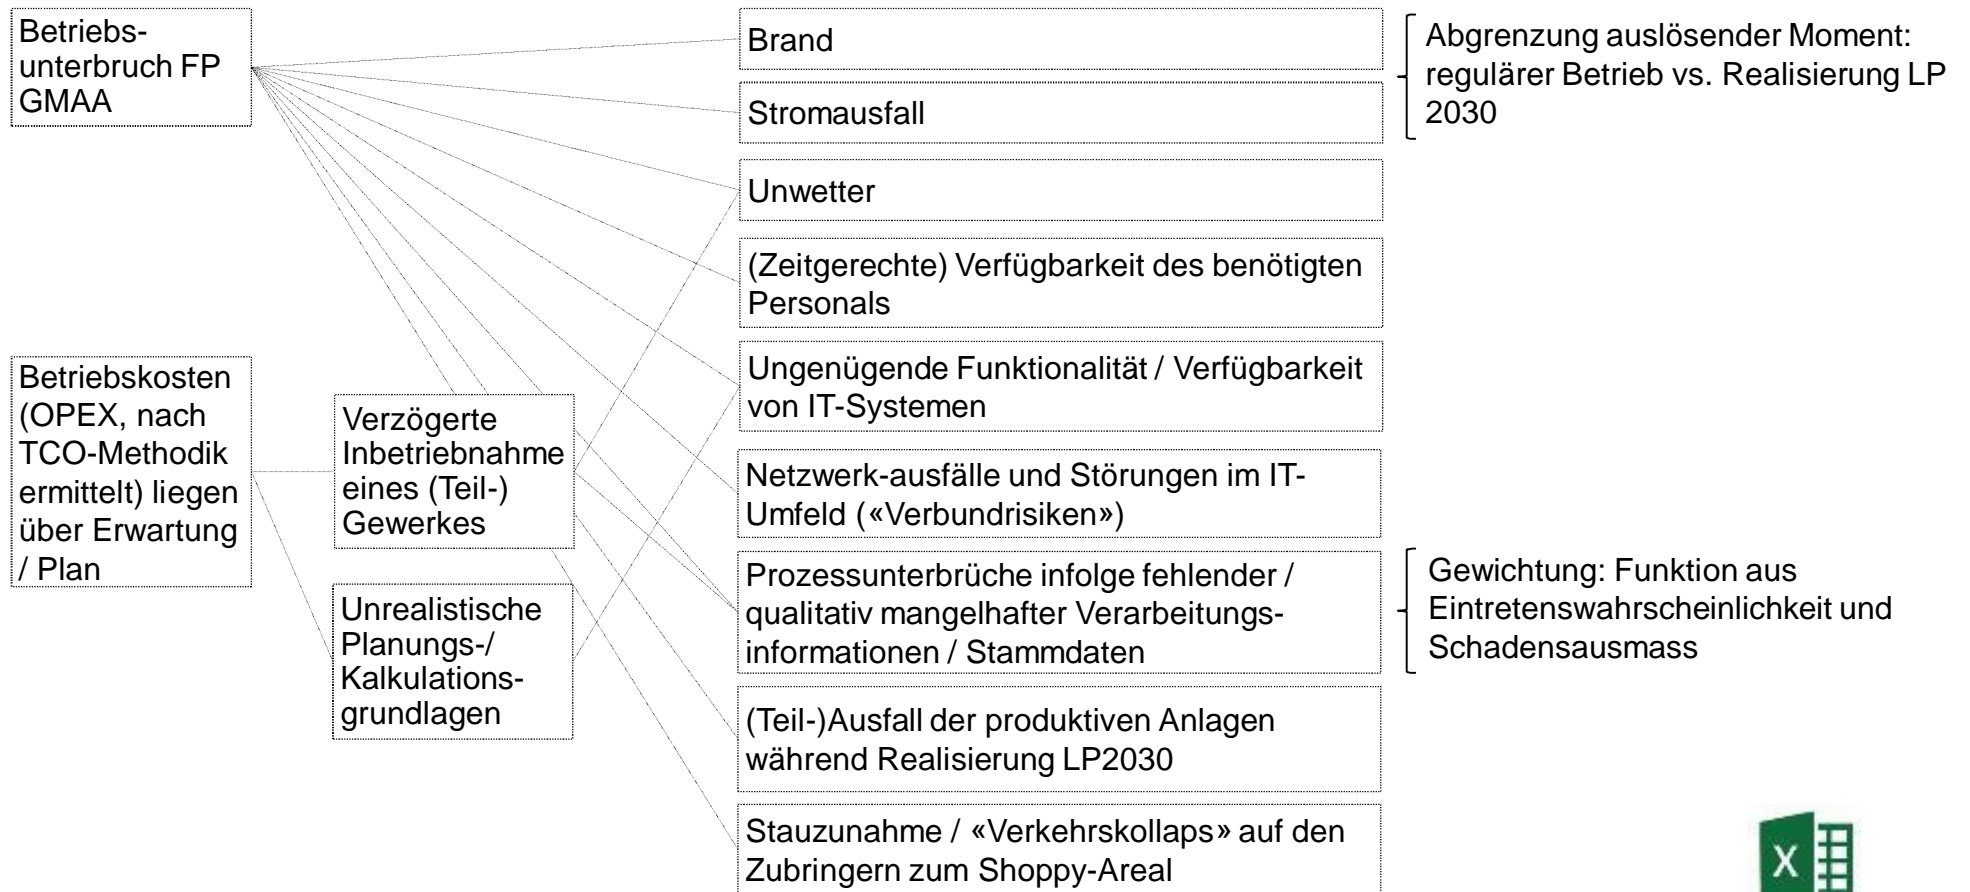 Betriebs-
unterbruch FP
GMAA
Betriebskosten
(OPEX, nach
TCO-Methodik
ermittelt) liegen
über Erwartung
/ Plan
Verzögerte
Inbetriebnahme
eines (Teil-)
Gewerkes
Unrealistische
Planungs-/
Kalkulations-
grundlagen
Brand
Stromausfall
Unwetter
(Zeitgerechte) Verfügbarkeit des benötigten
Personals
Ungenügende Funktionalität / Verfügbarkeit
von IT-Systemen
Netzwerk-ausfälle und Störungen im IT-
Umfeld («Verbundrisiken»)
Prozessunterbrüche infolge fehlender /
qualitativ mangelhafter Verarbeitungs-
informationen / Stammdaten
(Teil-)Ausfall der produktiven Anlagen
während Realisierung LP2030
Stauzunahme / «Verkehrskollaps» auf den
Zubringern zum Shoppy-Areal
Abgrenzung auslösender Moment:
regulärer Betrieb vs. Realisierung LP
2030
Gewichtung: Funktion aus
Eintretenswahrscheinlichkeit und
Schadensausmass
X